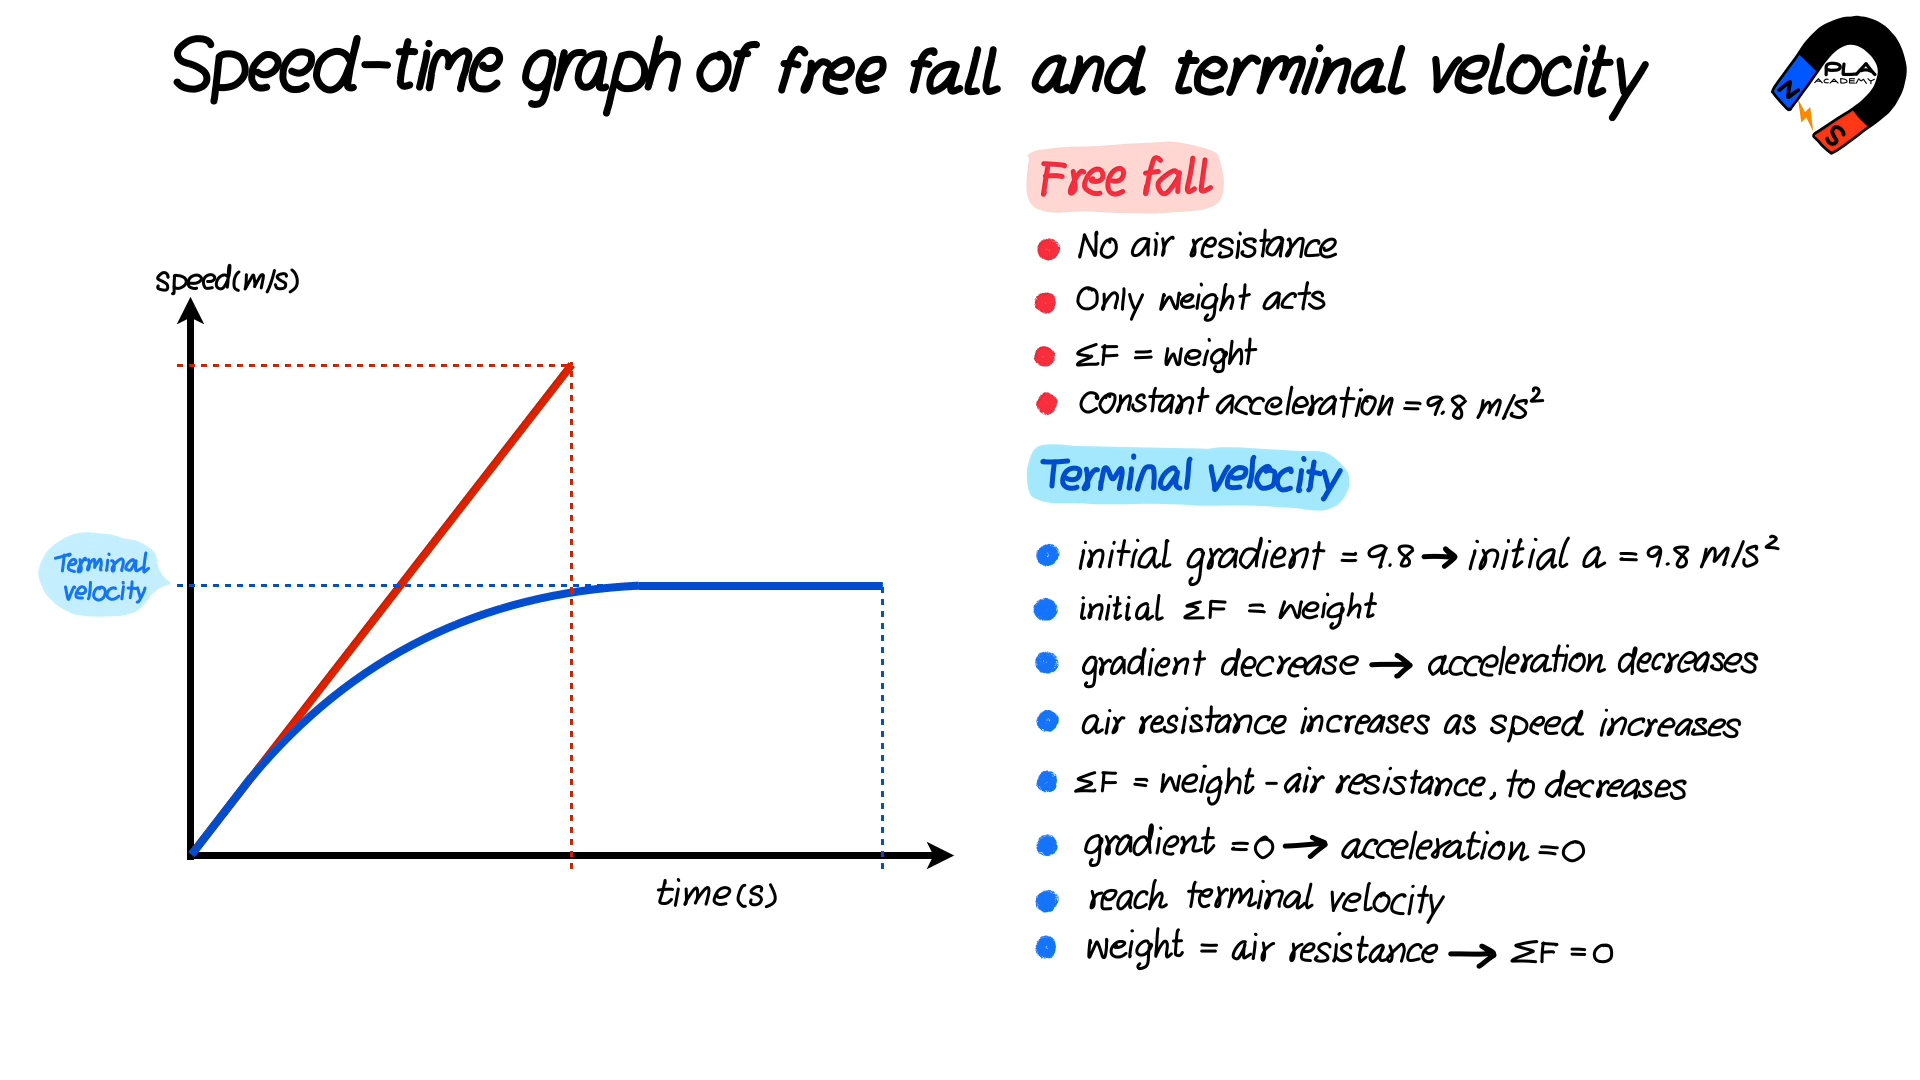 Speed-time graph of free fall and terminal velocity
PLA
ACADEMY
N
S
Free fall
No air resistance
Only weight acts
ΣF = weight
constant acceleration = 9.8 m/s²
speed(m/s)
Terminal velocity
Terminal
velocity
initial gradient = 9.8 → initial a = 9.8 m/s²
initial ΣF = weight
gradient decrease → acceleration decreases
air resistance increases as speed increases
ΣF = weight - air resistance, to decreases
gradient = 0 → acceleration = 0
reach terminal velocity
weight = air resistance → ΣF = 0
time(s)